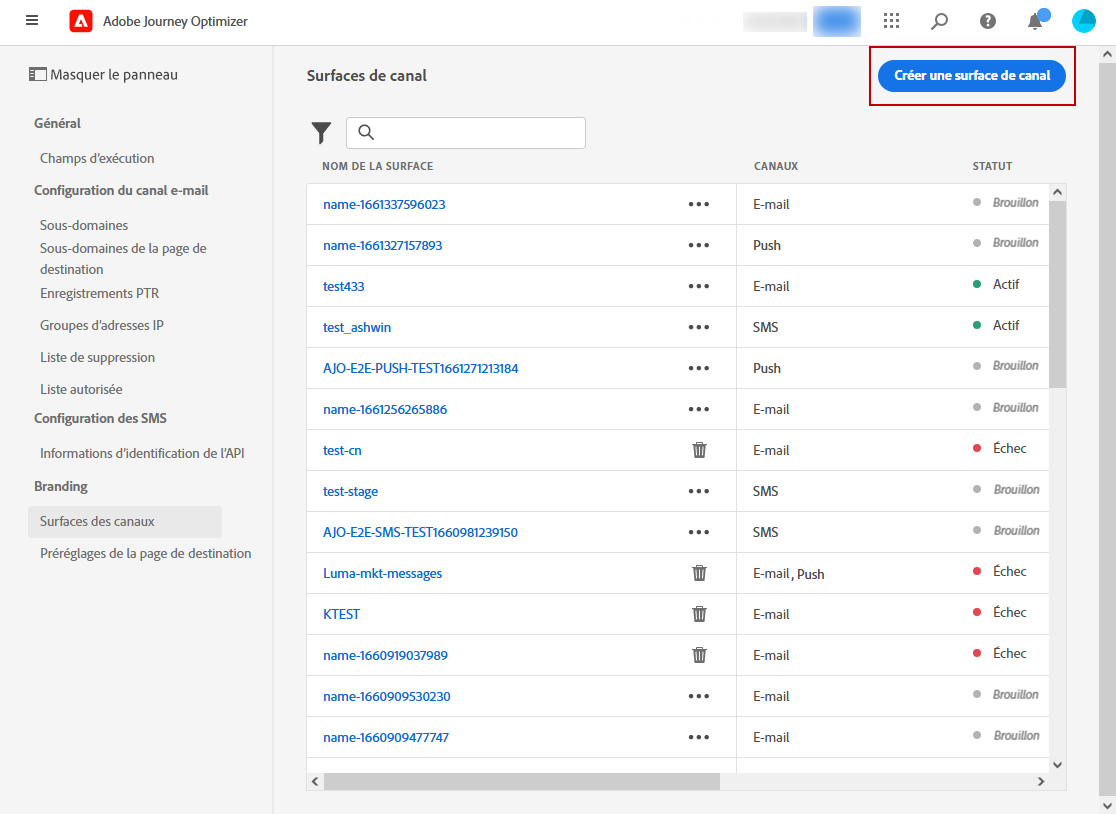 Adobe Journey Optimizer
Masquer le panneau
Général
Champs d'exécution
Configuration du canal e-mail
Sous-domaines
Sous-domaines de la page de
destination
Enregistrements PTR
Groupes d'adresses IP
Liste de suppression
Liste autorisée
Configuration des SMS
Informations d'identification de l'API
Branding
Surfaces des canaux
Préréglages de la page de destination
Surfaces de canal
Créer une surface de canal
NOM DE LA SURFACE CANAUX STATUT
name-1661337596023 E-mail Brouillon
name-1661327157893 Push Brouillon
test433 E-mail Actif
test_ashwin SMS Actif
AJO-E2E-PUSH-TEST1661271213184 Push Brouillon
name-1661256265886 E-mail Brouillon
test-cn E-mail Échec
test-stage SMS Brouillon
AJO-E2E-SMS-TEST1660981239150 SMS Brouillon
Luma-mkt-messages E-mail, Push Échec
KTEST E-mail Échec
name-1660919037989 E-mail Échec
name-1660909530230 E-mail Brouillon
name-1660909477747 E-mail Brouillon